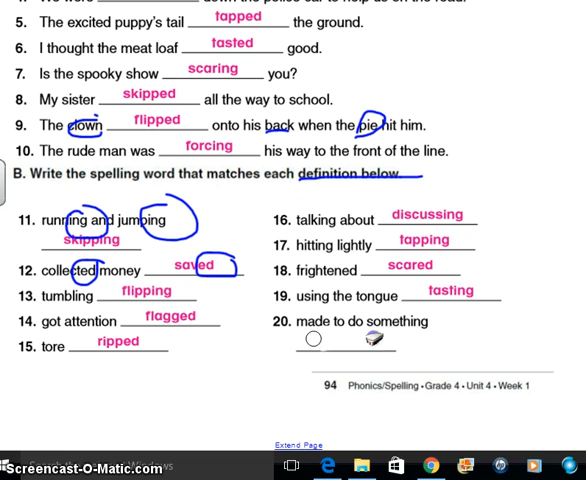 5. The excited puppy's tail tapped the ground.
6. I thought the meat loaf tasted good.
7. Is the spooky show scaring you?
8. My sister skipped all the way to school.
9. The clown flipped onto his back when the pie hit him.
10. The rude man was forcing his way to the front of the line.
B. Write the spelling word that matches each definition below.
11. running and jumping
skipping
12. collected money saved
13. tumbling flipping
14. got attention flagged
15. tore ripped
16. talking about discussing
17. hitting lightly tapping
18. frightened scared
19. using the tongue tasting
20. made to do something
94 Phonics/Spelling • Grade 4 • Unit 4 • Week 1
Extend Page
Screencast-O-Matic.com